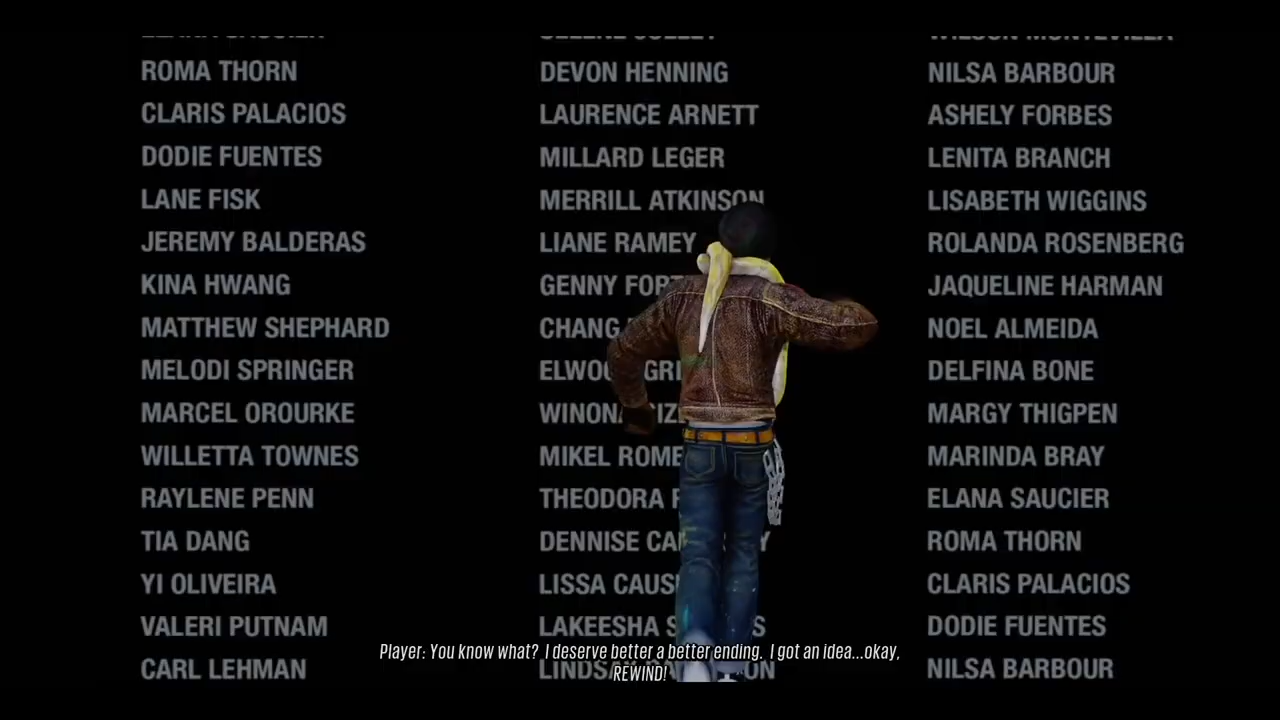 ROMA THORN
CLARIS PALACIOS
DODIE FUENTES
LANE FISK
JEREMY BALDERAS
KINA HWANG
MATTHEW SHEPHARD
MELODI SPRINGER
MARCEL OROURKE
WILLETTA TOWNES
RAYLENE PENN
TIA DANG
YI OLIVEIRA
VALERI PUTNAM
CARL LEHMAN
DEVON HENNING
LAURENCE ARNETT
MILLARD LEGER
MERRILL ATKINSON
LIANE RAMEY
GENNY
CHANG
WINONA
MIKEL
THEODORA
DENNISE
LISSA
LAKEESHA
NILSA BARBOUR
ASHELY FORBES
LENITA BRANCH
LISABETH WIGGINS
ROLANDA ROSENBERG
JAQUELINE HARMAN
NOEL ALMEIDA
DELFINA BONE
MARGY THIGPEN
MARINDA BRAY
ELANA SAUCIER
ROMA THORN
CLARIS PALACIOS
DODIE FUENTES
NILSA BARBOUR
Player: You know what? I deserve better a better ending. I got an idea...okay,
REWIND!